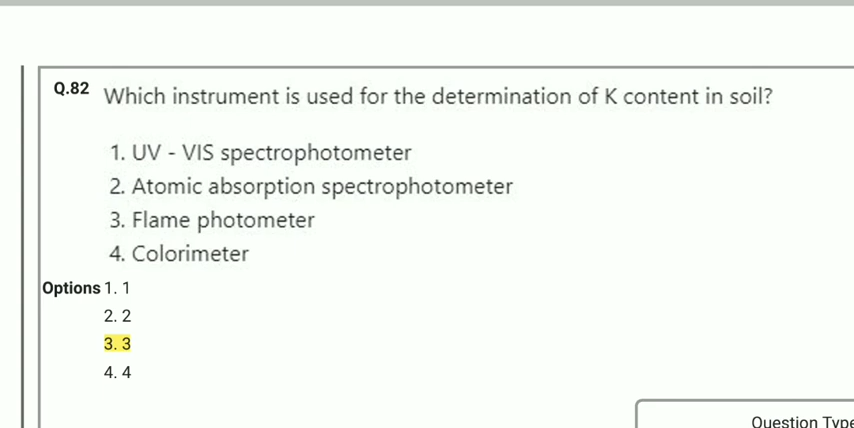 Q.82 Which instrument is used for the determination of K content in soil?
1. UV - VIS spectrophotometer
2. Atomic absorption spectrophotometer
3. Flame photometer
4. Colorimeter
Options 1. 1
2. 2
3. 3
4. 4
Question Type